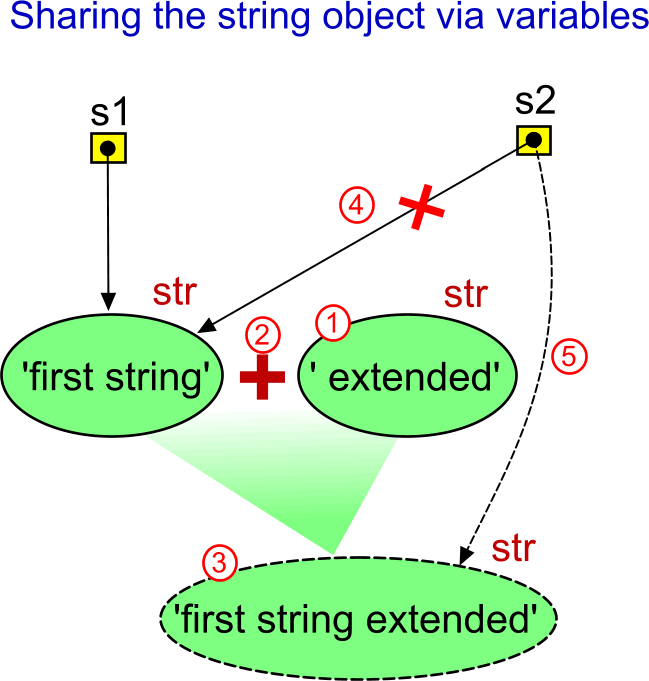 Sharing the string object via variables
s1
s2
④
str
str
②
①
'first string'
+
' extended'
⑤
③
str
'first string extended'